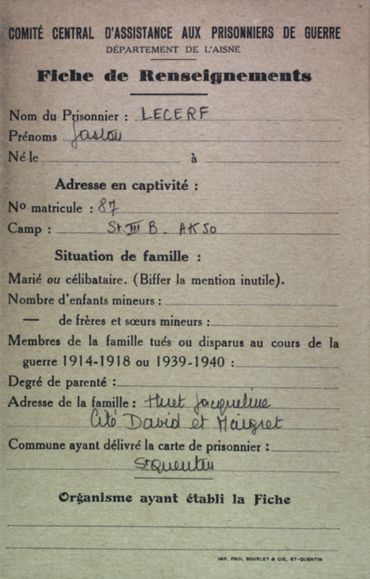 COMITÉ CENTRAL D'ASSISTANCE AUX PRISONNIERS DE GUERRE
DÉPARTEMENT DE L'AISNE
Fiche de Renseignements
Nom du Prisonnier : LECERF
Prénoms Gaston
Né le à
Adresse en captivité :
No matricule : 87
Camp : St III B. AK 50
Situation de famille :
Marié ou célibataire. (Biffer la mention inutile).
Nombre d'enfants mineurs :
— de frères et sœurs mineurs :
Membres de la famille tués ou disparus au cours de la
guerre 1914-1918 ou 1939-1940 :
Degré de parenté :
Adresse de la famille : Huet Jacqueline
Cité David et Maigret
Commune ayant délivré la carte de prisonnier :
St Quentin
Organisme ayant établi la Fiche
IMP. PAUL BOURLET & CIE, ST-QUENTIN